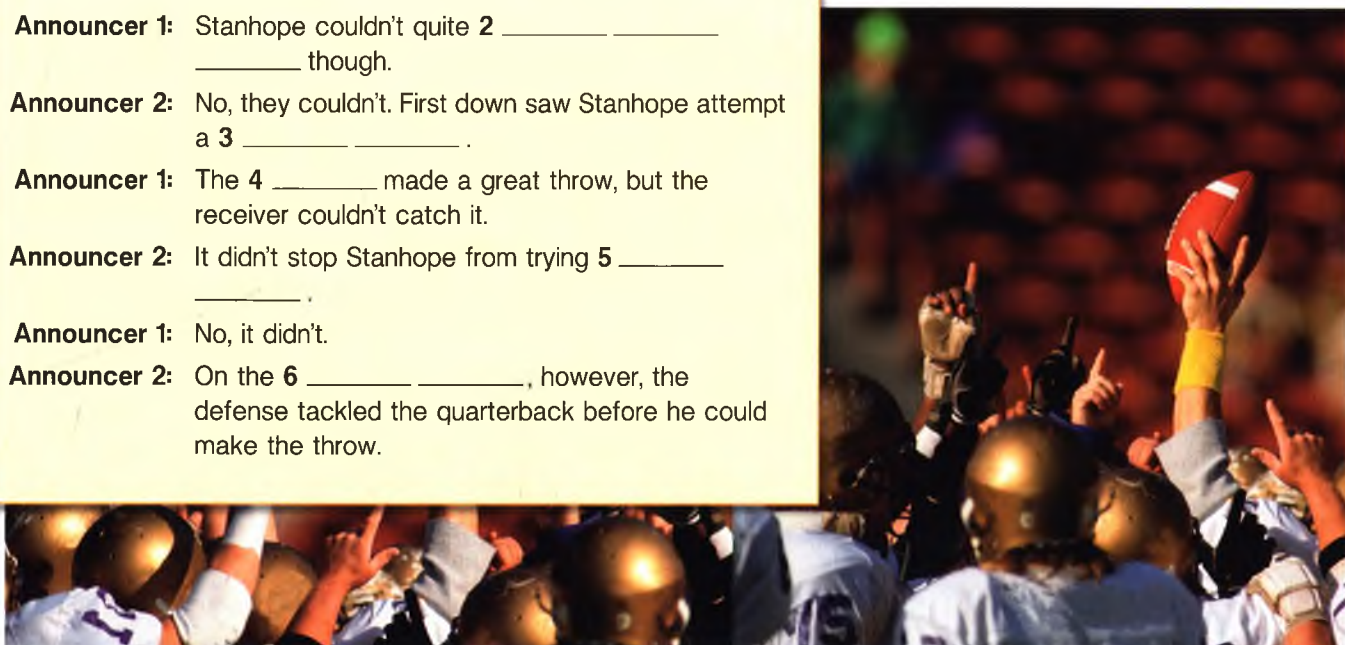 Announcer 1: Stanhope couldn't quite 2 ________ ________
________ though.
Announcer 2: No, they couldn't. First down saw Stanhope attempt
a 3 ________ ________ .
Announcer 1: The 4 ________ made a great throw, but the
receiver couldn't catch it.
Announcer 2: It didn't stop Stanhope from trying 5 ________
________ .
Announcer 1: No, it didn't.
Announcer 2: On the 6 ________ ________, however, the
defense tackled the quarterback before he could
make the throw.